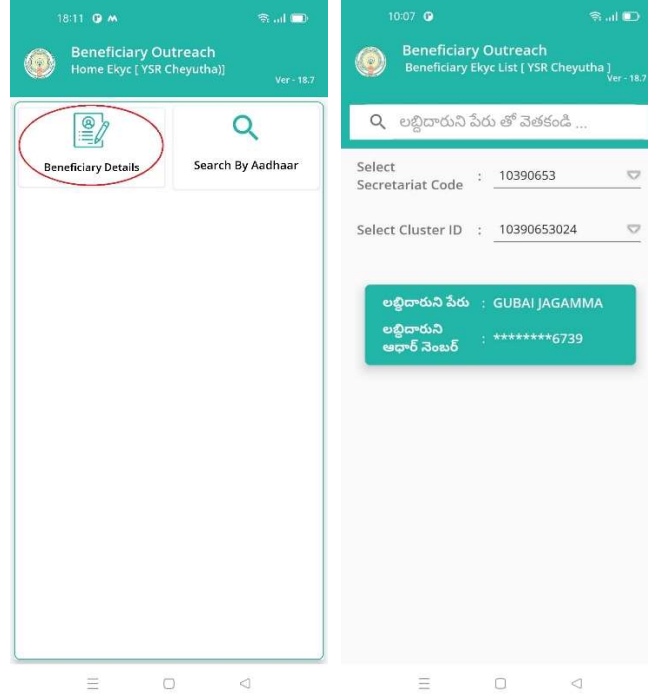 18:11
Beneficiary Outreach
Home Ekyc [ YSR Cheyutha)]
Ver - 18.7
Beneficiary Details
Search By Aadhaar
10:07
Beneficiary Outreach
Beneficiary Ekyc List [ YSR Cheyutha ]
Ver - 18.7
లబ్ధిదారుని పేరు తో వెతకండి ...
Select
Secretariat Code : 10390653
Select Cluster ID : 10390653024
లబ్ధిదారుని పేరు : GUBAI JAGAMMA
లబ్ధిదారుని
ఆధార్ నెంబర్ : ********6739